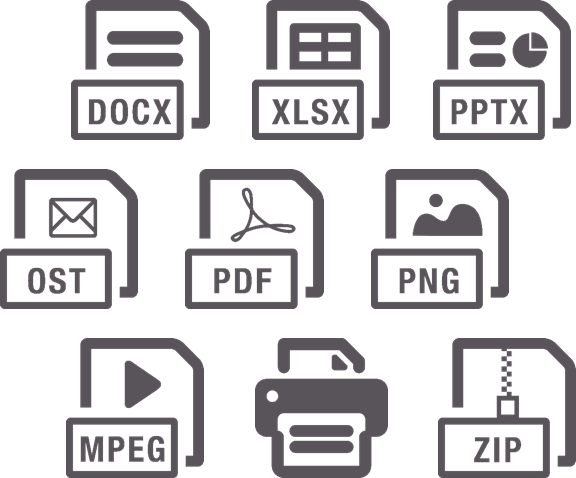 DOCX
XLSX
PPTX
OST
PDF
PNG
MPEG
ZIP